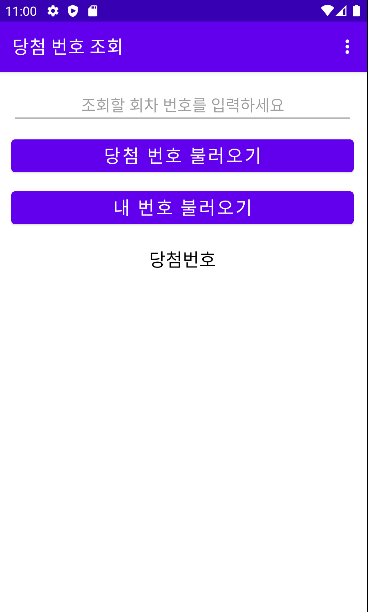 11:00
당첨 번호 조회
조회할 회차 번호를 입력하세요
당첨 번호 불러오기
내 번호 불러오기
당첨번호